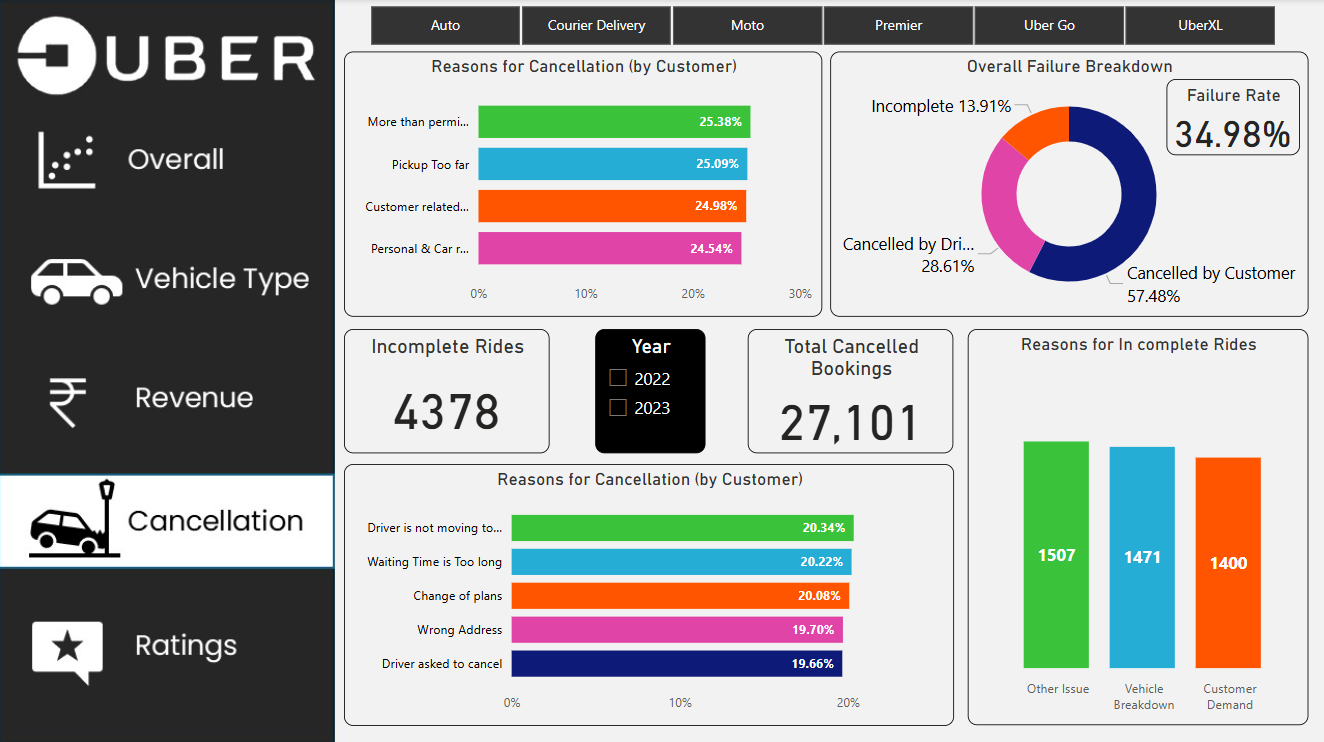 UBER
Overall
Vehicle Type
Revenue
Cancellation
Ratings
Auto
Courier Delivery
Moto
Premier
Uber Go
UberXL
Reasons for Cancellation (by Customer)
More than permi...
25.38%
Pickup Too far
25.09%
Customer related...
24.98%
Personal & Car r...
24.54%
0%
10%
20%
30%
Overall Failure Breakdown
Failure Rate
34.98%
Incomplete 13.91%
Cancelled by Dri...
28.61%
Cancelled by Customer
57.48%
Incomplete Rides
4378
Year
2022
2023
Total Cancelled
Bookings
27,101
Reasons for Cancellation (by Customer)
Driver is not moving to...
20.34%
Waiting Time is Too long
20.22%
Change of plans
20.08%
Wrong Address
19.70%
Driver asked to cancel
19.66%
0%
10%
20%
Reasons for In complete Rides
1507
1471
1400
Other Issue
Vehicle
Breakdown
Customer
Demand